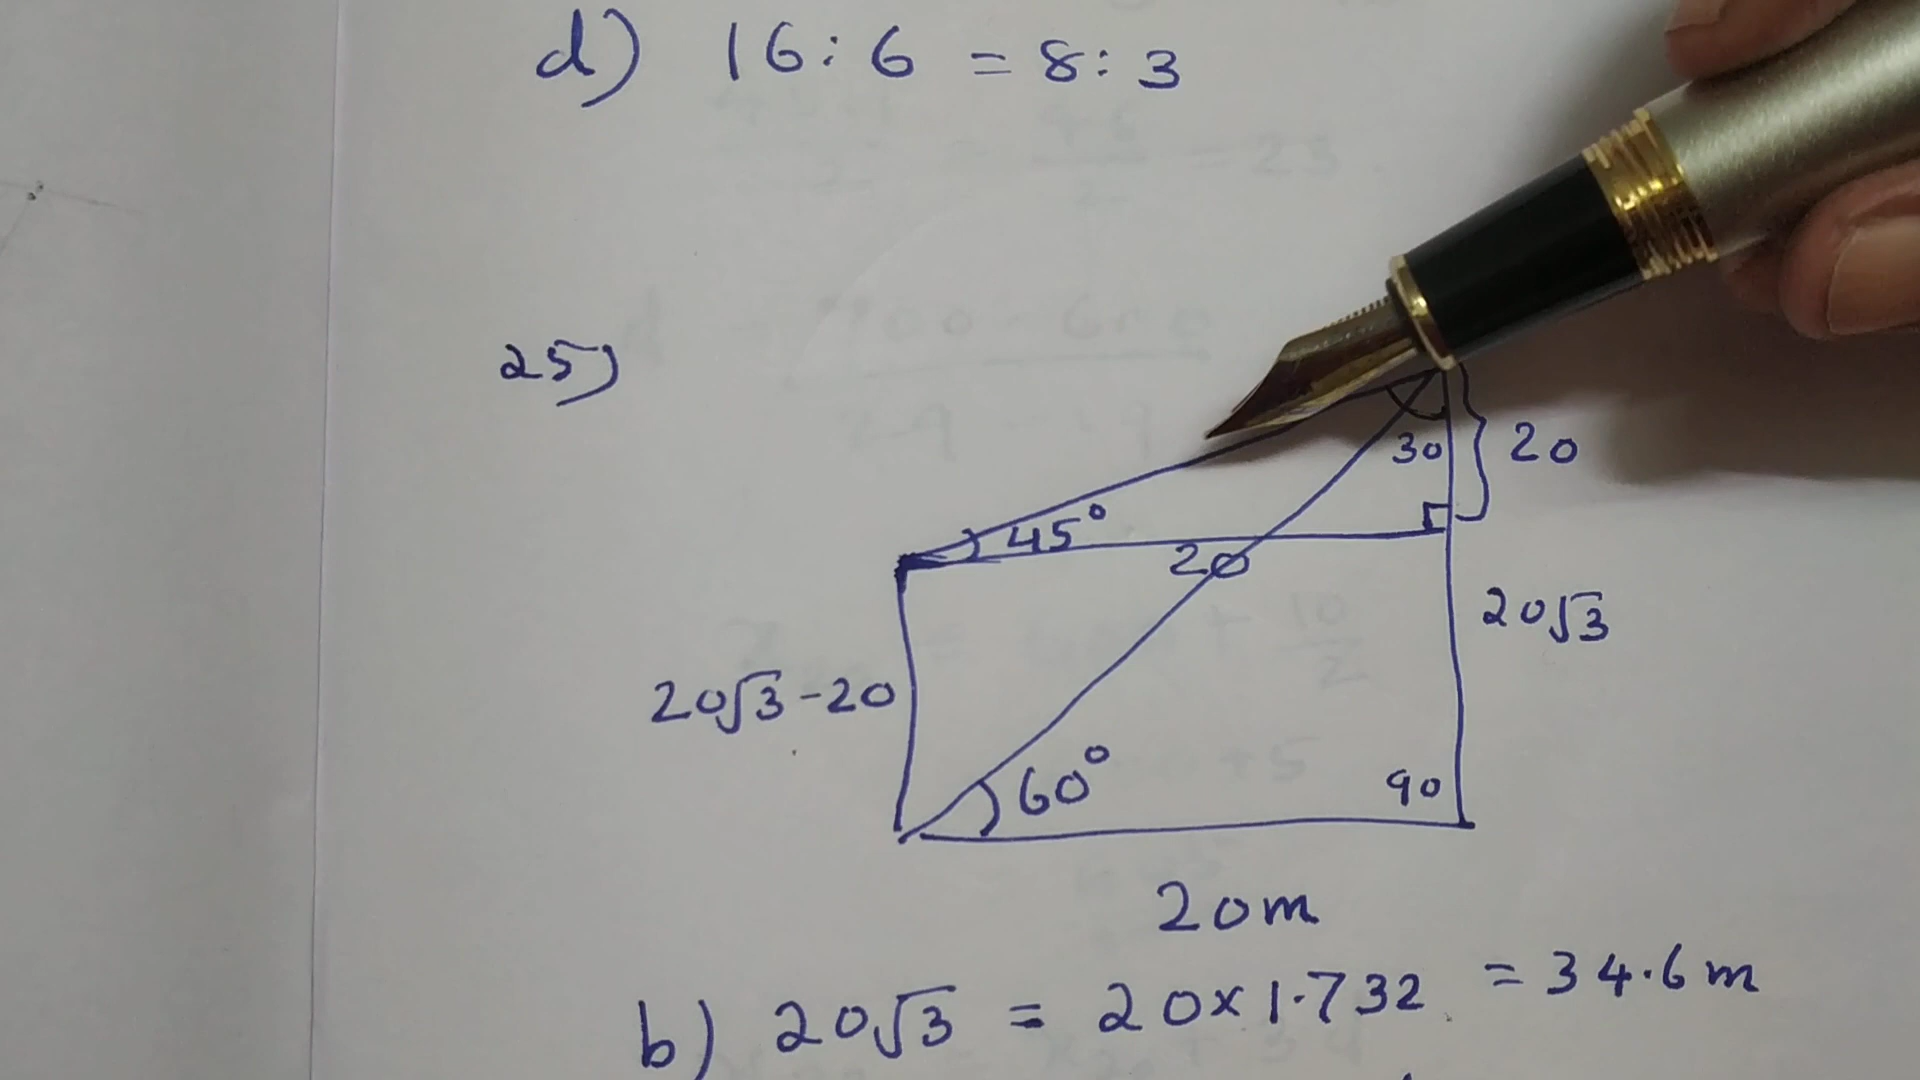 d) 16:6 = 8:3
25)
30 20
45°
20
20√3
20√3-20
60° 90
20m
b) 20√3 = 20×1.732 = 34.6m